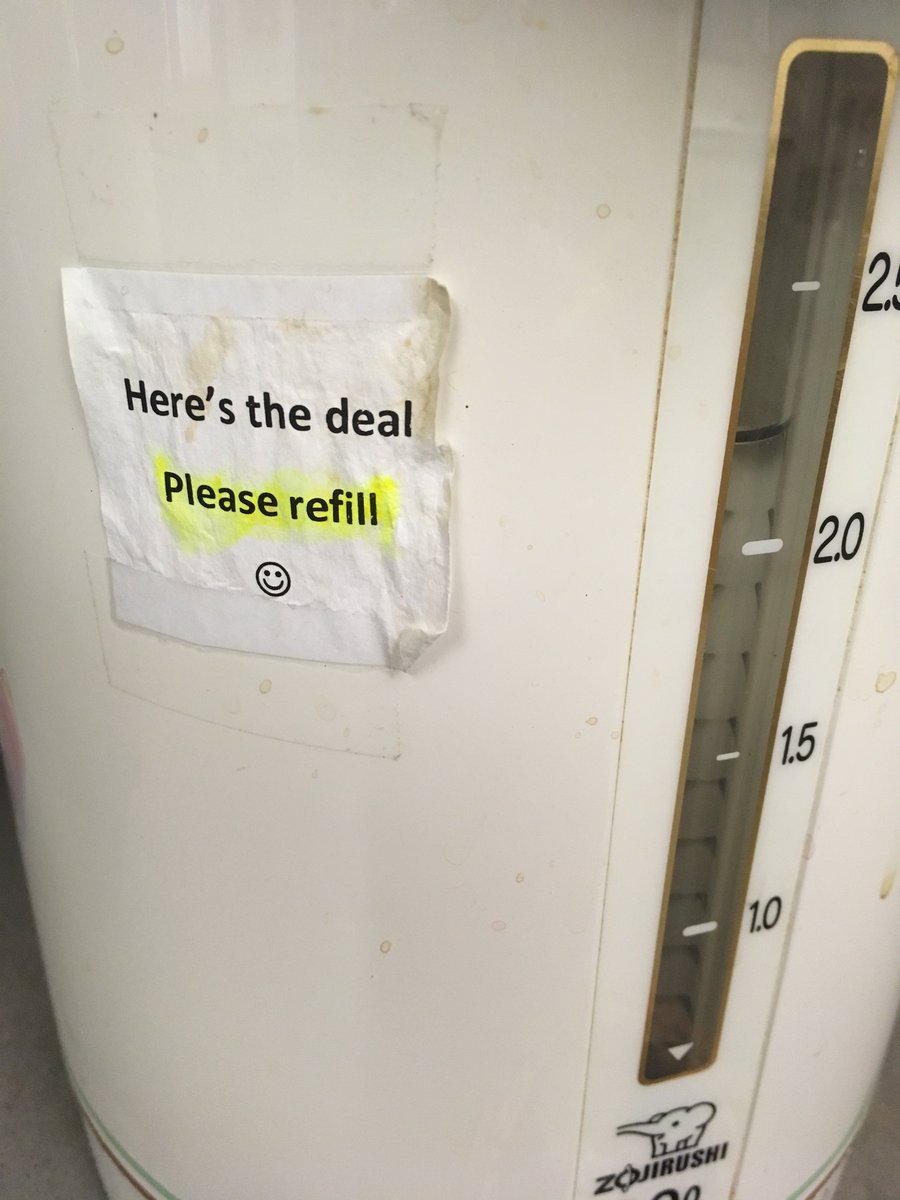 Here's the deal
Please refill
☺
2.0
1.5
1.0
ZOJIRUSHI